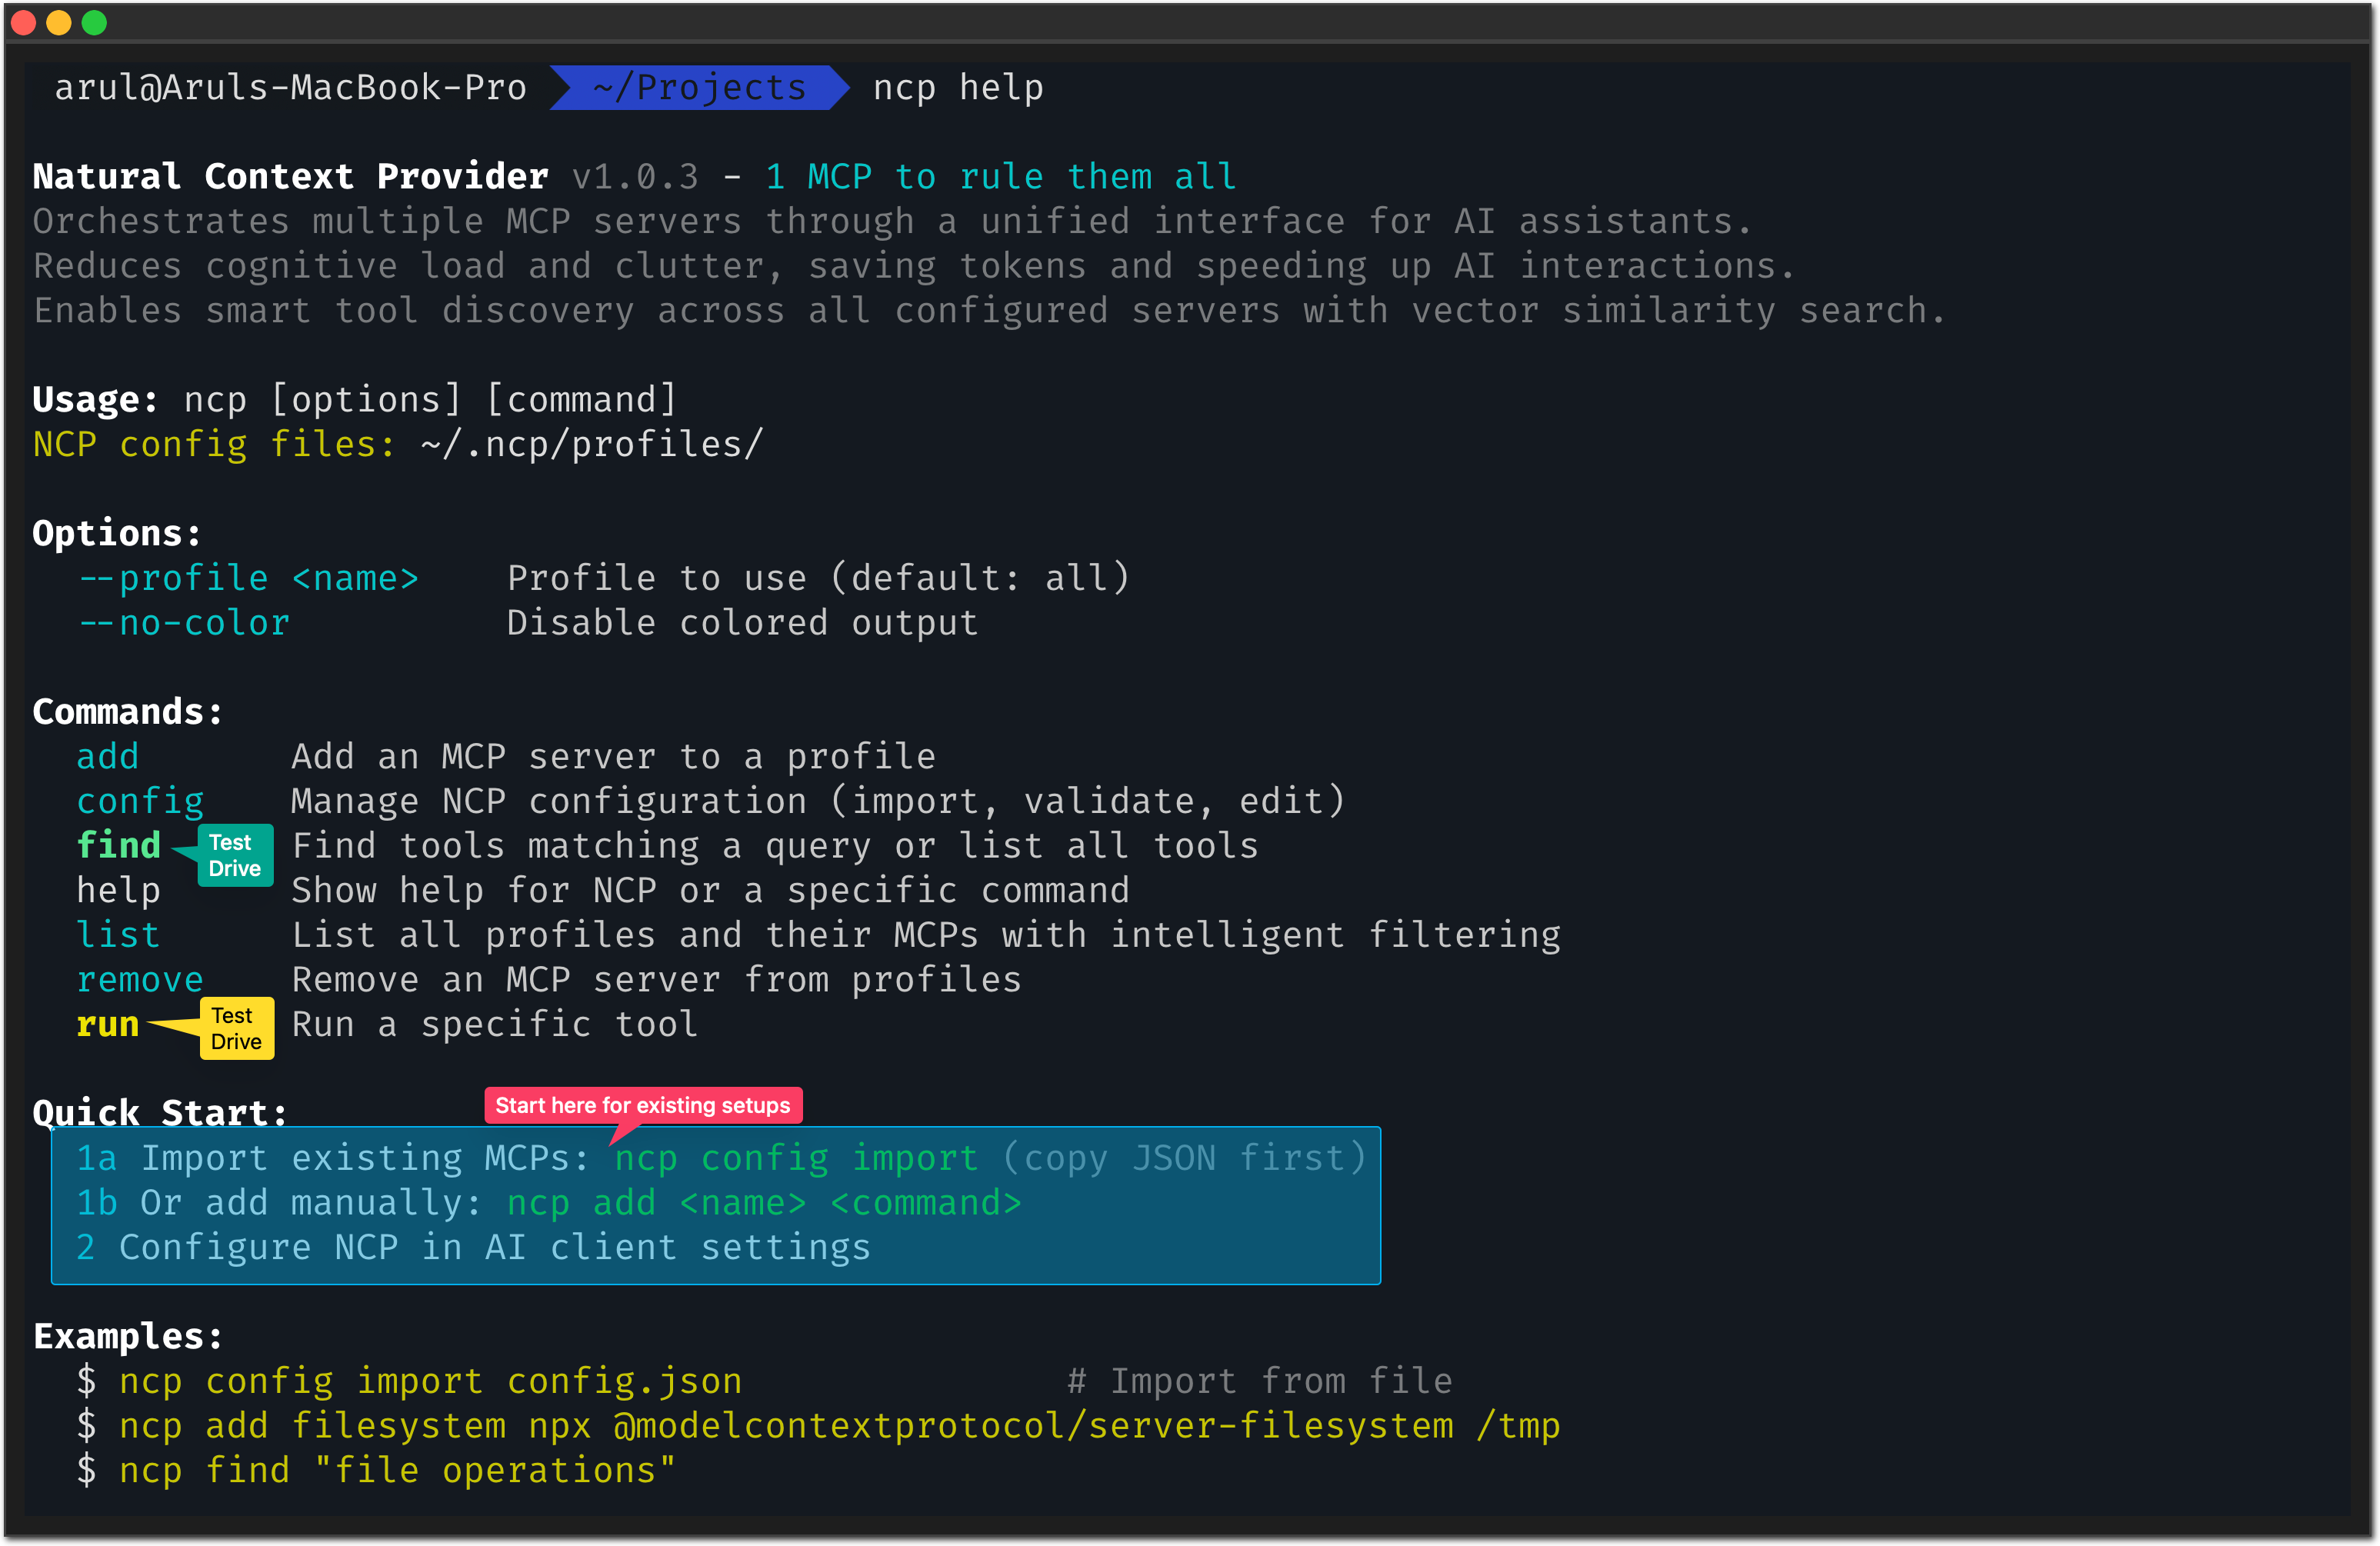 arul@Aruls-MacBook-Pro ~/Projects ncp help
Natural Context Provider v1.0.3 - 1 MCP to rule them all
Orchestrates multiple MCP servers through a unified interface for AI assistants.
Reduces cognitive load and clutter, saving tokens and speeding up AI interactions.
Enables smart tool discovery across all configured servers with vector similarity search.
Usage: ncp [options] [command]
NCP config files: ~/.ncp/profiles/
Options:
--profile <name> Profile to use (default: all)
--no-color Disable colored output
Commands:
add Add an MCP server to a profile
config Manage NCP configuration (import, validate, edit)
find Test Drive Find tools matching a query or list all tools
help Show help for NCP or a specific command
list List all profiles and their MCPs with intelligent filtering
remove Remove an MCP server from profiles
run Test Drive Run a specific tool
Quick Start: Start here for existing setups
1a Import existing MCPs: ncp config import (copy JSON first)
1b Or add manually: ncp add <name> <command>
2 Configure NCP in AI client settings
Examples:
$ ncp config import config.json # Import from file
$ ncp add filesystem npx @modelcontextprotocol/server-filesystem /tmp
$ ncp find "file operations"